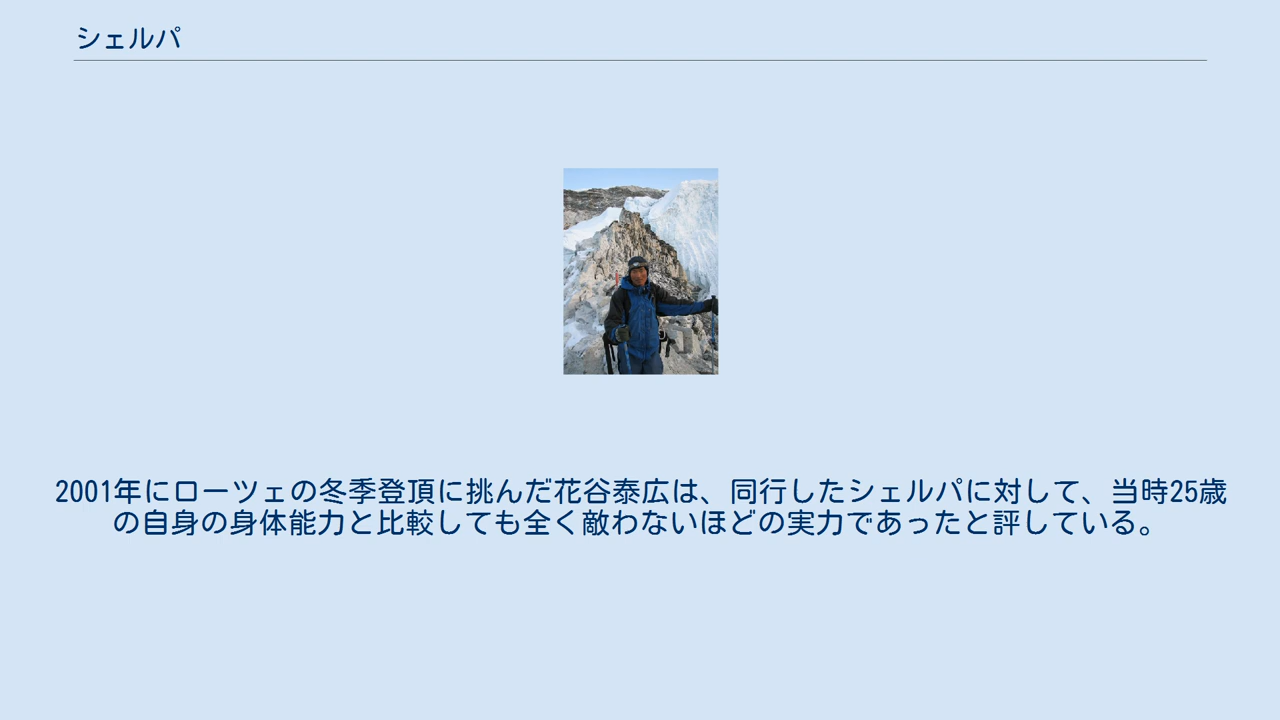 シェルパ
2001年にローツェの冬季登頂に挑んだ花谷泰広は、同行したシェルパに対して、当時25歳
の自身の身体能力と比較しても全く敵わないほどの実力であったと評している。